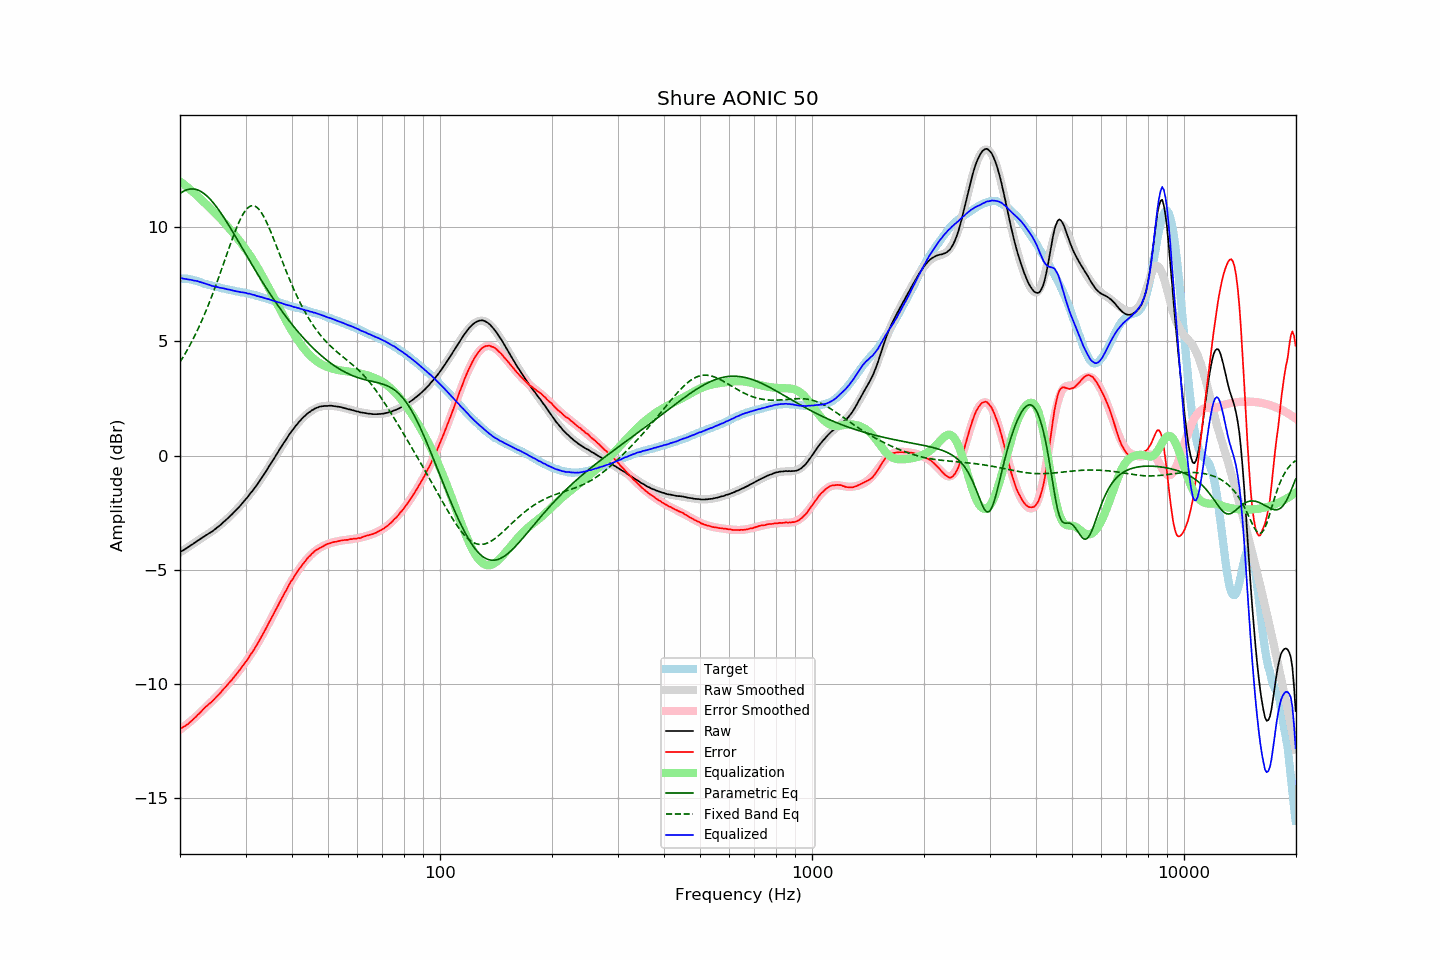 Shure AONIC 50
Amplitude (dBr)
10
5
0
−5
−10
−15
Target
Raw Smoothed
Error Smoothed
Raw
Error
Equalization
Parametric Eq
Fixed Band Eq
Equalized
100
1000
10000
Frequency (Hz)